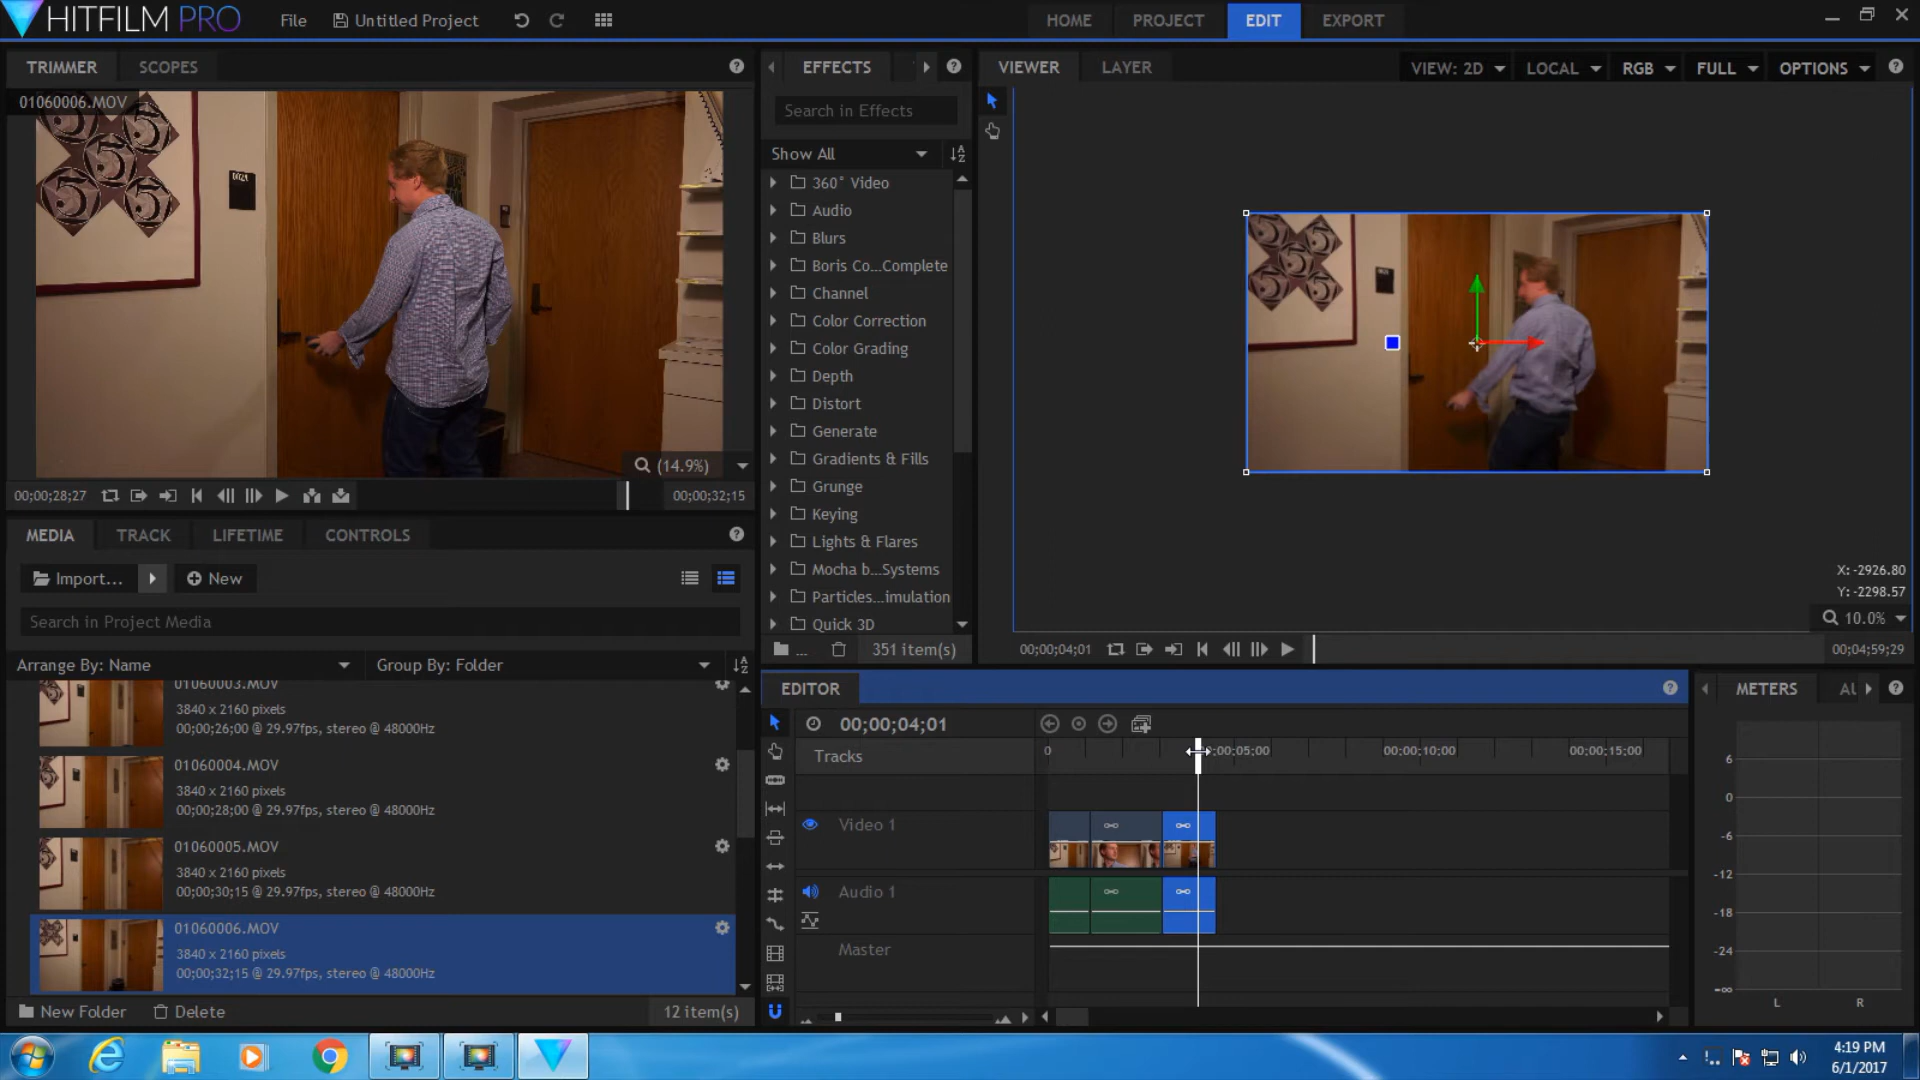 HITFILM PRO
File
Untitled Project
HOME
PROJECT
EDIT
EXPORT
TRIMMER
SCOPES
01060006.MOV
(14.9%)
00;00;28;27
00;00;32;15
MEDIA
TRACK
LIFETIME
CONTROLS
Import...
New
Search in Project Media
Arrange By: Name
Group By: Folder
01060003.MOV
3840 x 2160 pixels
00;00;26;00 @ 29.97fps, stereo @ 48000Hz
01060004.MOV
3840 x 2160 pixels
00;00;28;00 @ 29.97fps, stereo @ 48000Hz
01060005.MOV
3840 x 2160 pixels
00;00;30;15 @ 29.97fps, stereo @ 48000Hz
01060006.MOV
3840 x 2160 pixels
00;00;32;15 @ 29.97fps, stereo @ 48000Hz
New Folder
Delete
12 item(s)
EFFECTS
Search in Effects
Show All
360° Video
Audio
Blurs
Boris Co...Complete
Channel
Color Correction
Color Grading
Depth
Distort
Generate
Gradients & Fills
Grunge
Keying
Lights & Flares
Mocha b...Systems
Particles...imulation
Quick 3D
...
351 item(s)
VIEWER
LAYER
VIEW: 2D
LOCAL
RGB
FULL
OPTIONS
X: -2926.80
Y: -2298.57
10.0%
00;00;04;01
00;04;59;29
EDITOR
00;00;04;01
Tracks
0
;00;05;00
00;00;10;00
00;00;15;00
Video 1
Audio 1
Master
METERS
AU
6
0
-6
-12
-18
-24
-∞
L
R
4:19 PM
6/1/2017